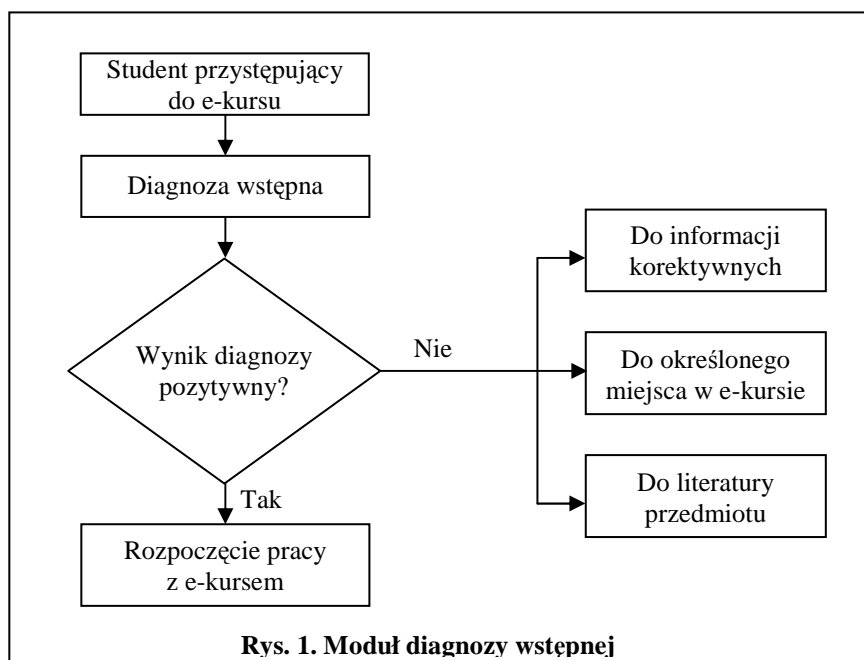 Student przystępujący
do e-kursu
Diagnoza wstępna
Wynik diagnozy
pozytywny?
Nie
Do informacji
korektywnych
Do określonego
miejsca w e-kursie
Do literatury
przedmiotu
Tak
Rozpoczęcie pracy
z e-kursem
Rys. 1. Moduł diagnozy wstępnej